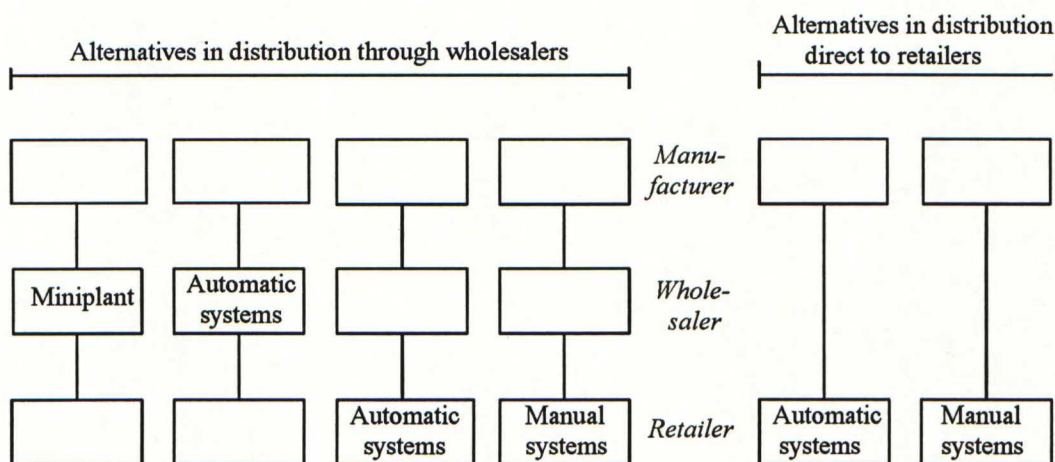 Alternatives in distribution through wholesalers
Alternatives in distribution
direct to retailers
Manu-
facturer
Miniplant
Automatic
systems
Whole-
saler
Automatic
systems
Manual
systems
Retailer
Automatic
systems
Manual
systems